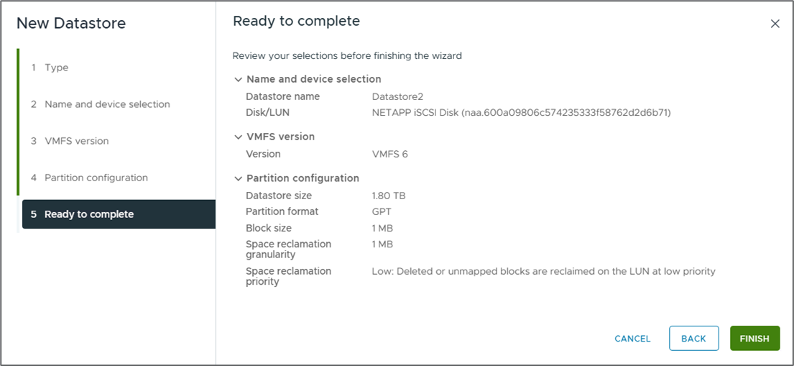 New Datastore
1 Type
2 Name and device selection
3 VMFS version
4 Partition configuration
5 Ready to complete
Ready to complete
Review your selections before finishing the wizard
Name and device selection
Datastore name Datastore2
Disk/LUN NETAPP iSCSI Disk (naa.600a09806c574235333f58762d2d6b71)
VMFS version
Version VMFS 6
Partition configuration
Datastore size 1.80 TB
Partition format GPT
Block size 1 MB
Space reclamation 1 MB
granularity
Space reclamation Low: Deleted or unmapped blocks are reclaimed on the LUN at low priority
priority
CANCEL BACK FINISH